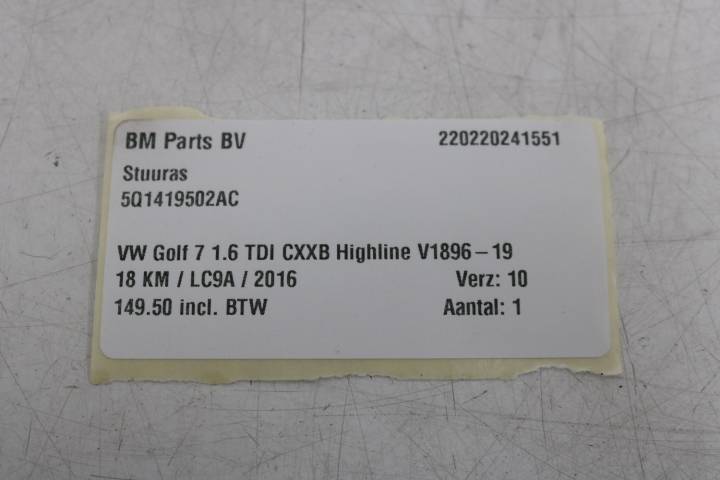 BM Parts BV 220220241551
Stuuras
5Q1419502AC
VW Golf 7 1.6 TDI CXXB Highline V1896-19
18 KM / LC9A / 2016 Verz: 10
149.50 incl. BTW Aantal: 1